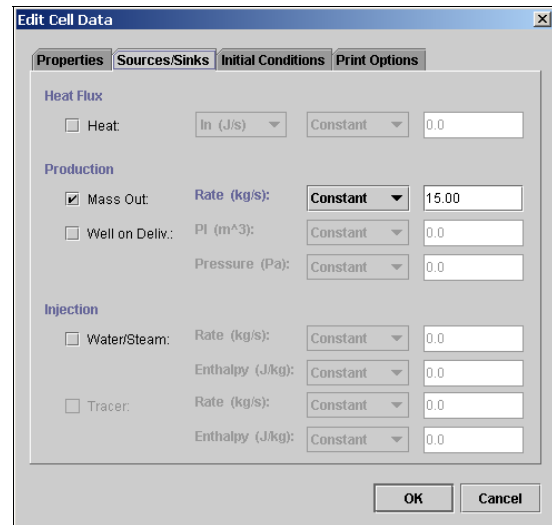 Edit Cell Data
Properties Sources/Sinks Initial Conditions Print Options
Heat Flux
Heat: In (J/s) Constant 0.0
Production
Mass Out: Rate (kg/s): Constant 15.00
Well on Deliv.: PI (m^3): Constant 0.0
Pressure (Pa): Constant 0.0
Injection
Water/Steam: Rate (kg/s): Constant 0.0
Enthalpy (J/kg): Constant 0.0
Tracer: Rate (kg/s): Constant 0.0
Enthalpy (J/kg): Constant 0.0
OK Cancel